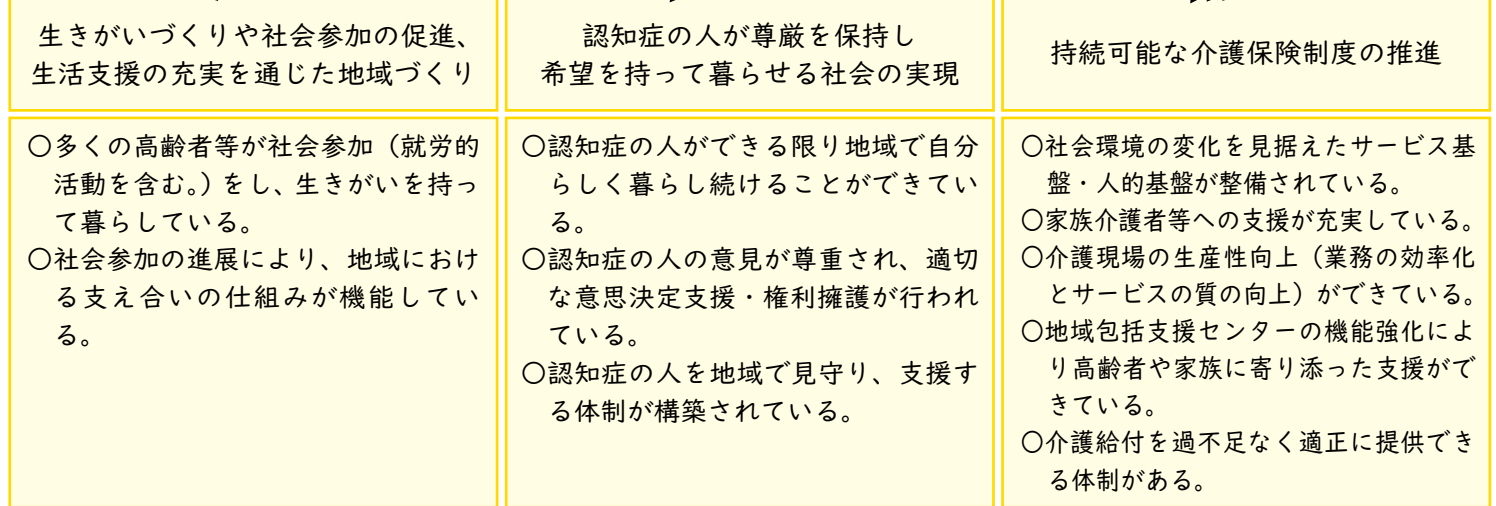 生きがいづくりや社会参加の促進、
生活支援の充実を通じた地域づくり
認知症の人が尊厳を保持し
希望を持って暮らせる社会の実現
持続可能な介護保険制度の推進
○多くの高齢者等が社会参加（就労的
活動を含む。）をし、生きがいを持っ
て暮らしている。
○社会参加の進展により、地域におけ
る支え合いの仕組みが機能してい
る。
○認知症の人ができる限り地域で自分
らしく暮らし続けることができてい
る。
○認知症の人の意見が尊重され、適切
な意思決定支援・権利擁護が行われ
ている。
○認知症の人を地域で見守り、支援す
る体制が構築されている。
○社会環境の変化を見据えたサービス基
盤・人的基盤が整備されている。
○家族介護者等への支援が充実している。
○介護現場の生産性向上（業務の効率化
とサービスの質の向上）ができている。
○地域包括支援センターの機能強化によ
り高齢者や家族に寄り添った支援がで
きている。
○介護給付を過不足なく適正に提供でき
る体制がある。